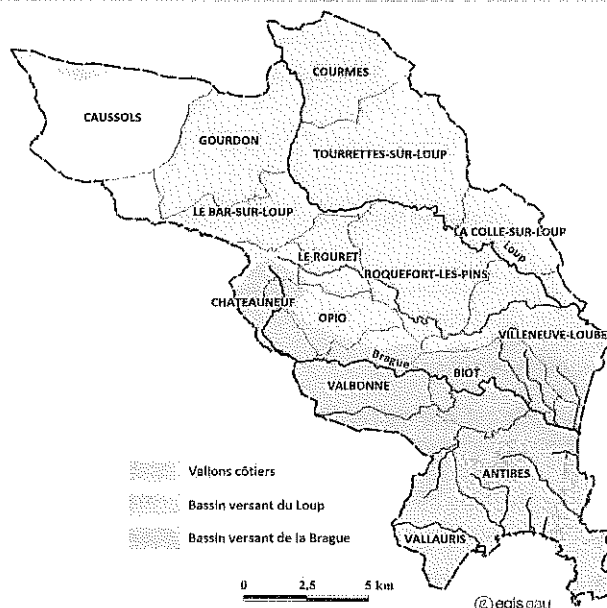 COURMES
CAUSSOLS
GOURDON
TOURRETTES-SUR-LOUP
LE BAR-SUR-LOUP
LA COLLE-SUR-LOUP
Loup
LE ROURET
ROQUEFORT-LES-PINS
CHATEAUNEUF
OPIO
VILLENEUVE-LOUBE
Brague
BIOT
VALBONNE
ANTIBES
VALLAURIS
Vallons côtiers
Bassin versant du Loup
Bassin versant de la Brague
0 2,5 5 km
egis eau